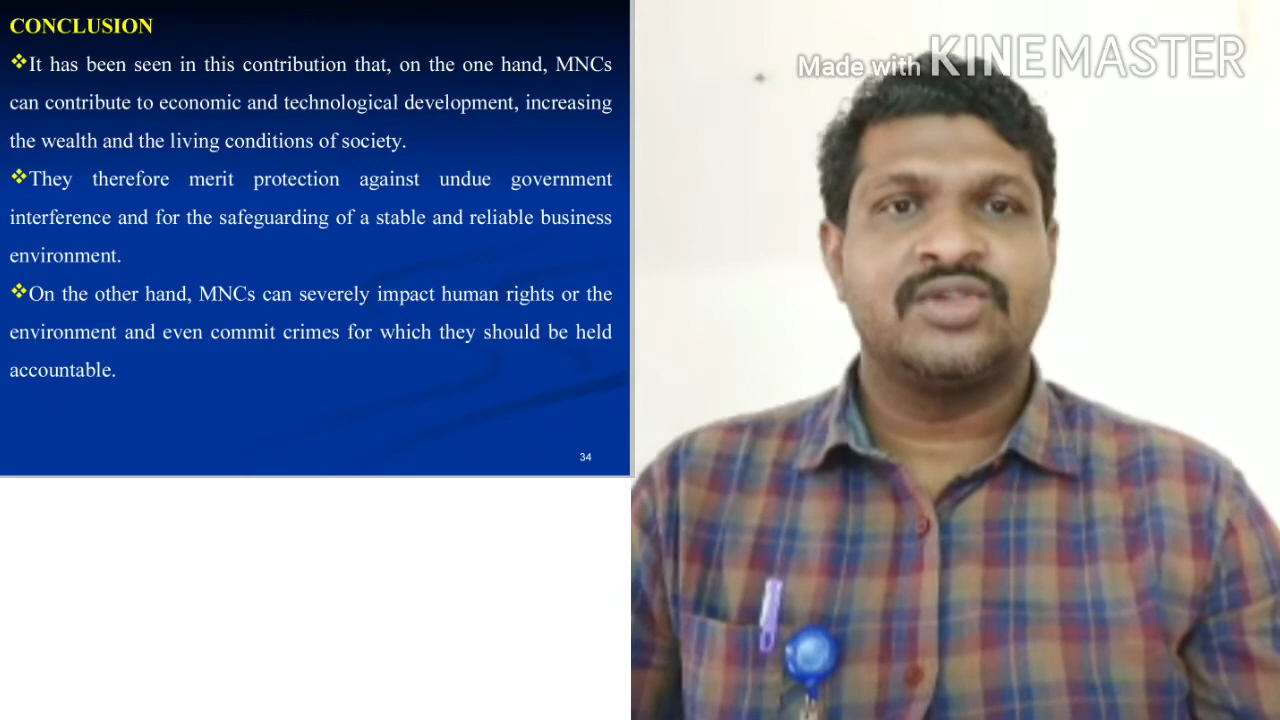 CONCLUSION
❖It has been seen in this contribution that, on the one hand, MNCs
can contribute to economic and technological development, increasing
the wealth and the living conditions of society.
❖They therefore merit protection against undue government
interference and for the safeguarding of a stable and reliable business
environment.
❖On the other hand, MNCs can severely impact human rights or the
environment and even commit crimes for which they should be held
accountable.
34
Made with KINEMASTER